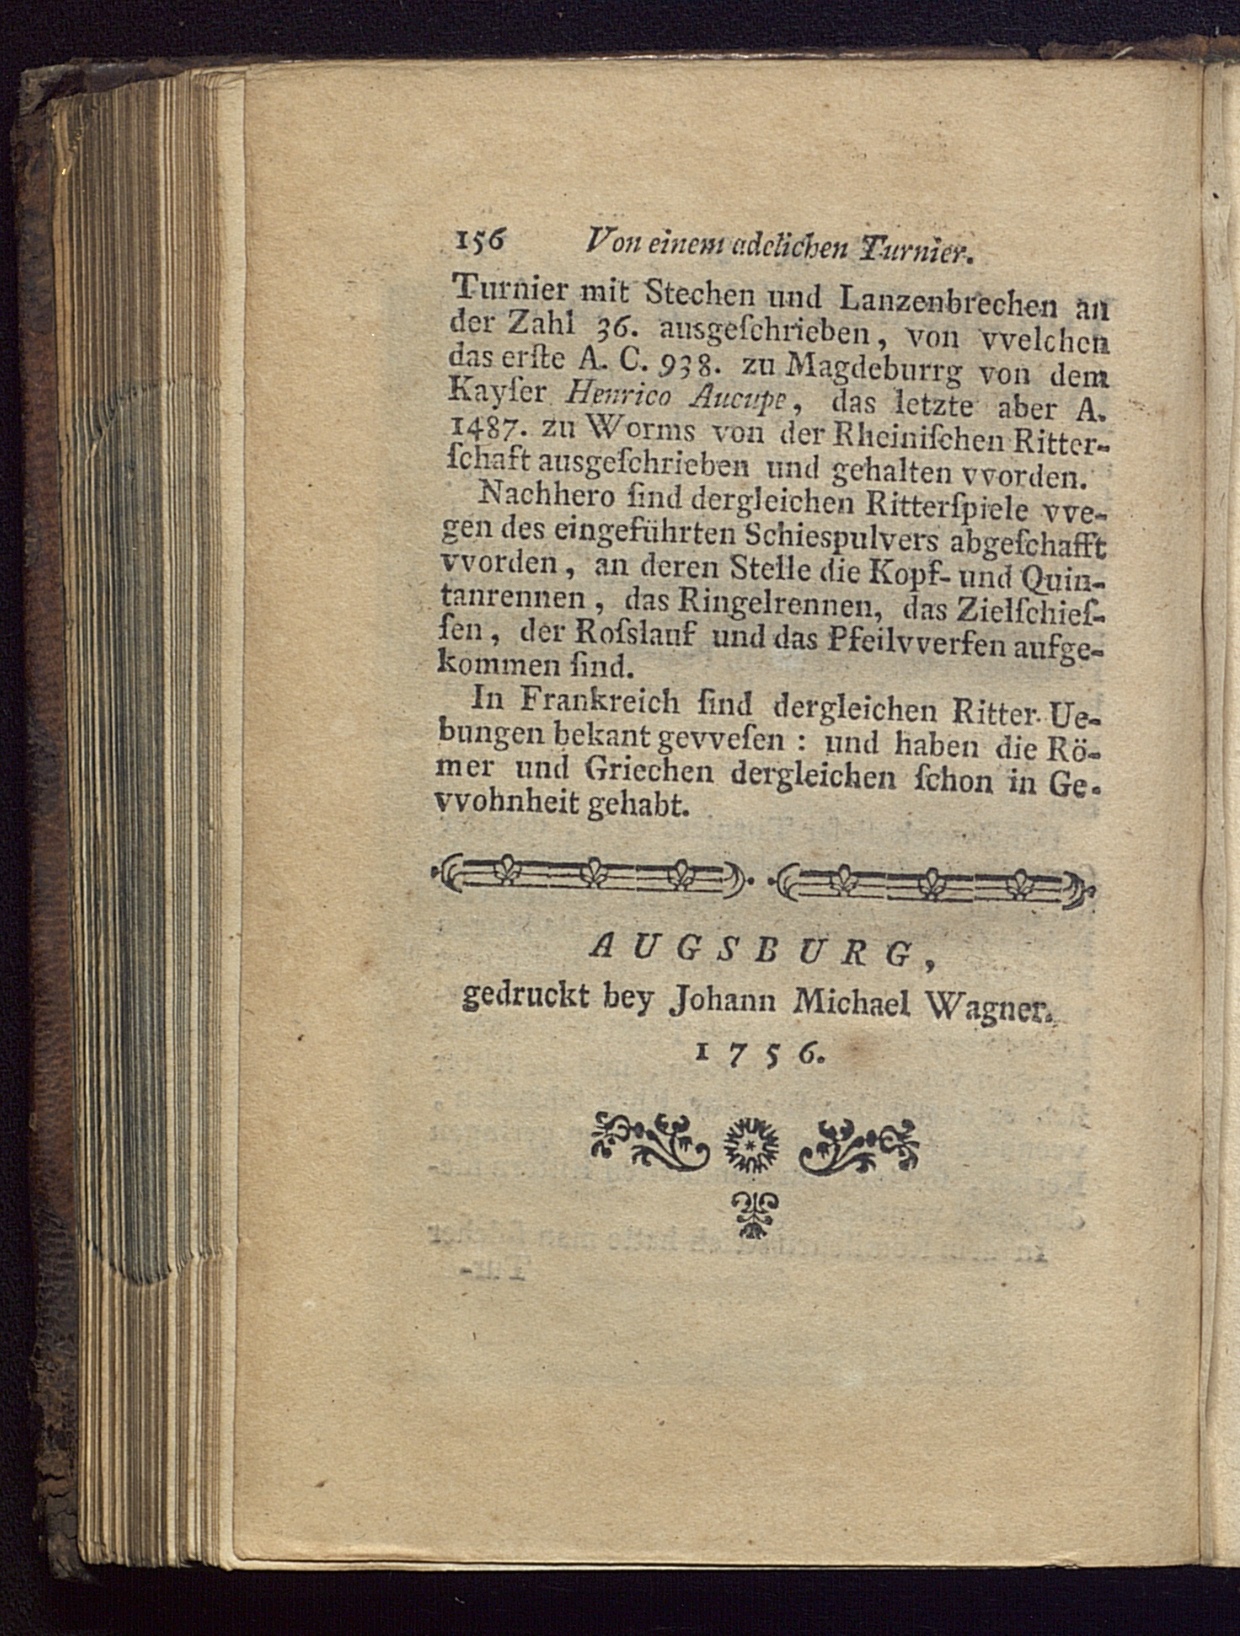 156 Von einem adelichen Turnier.
Turnier mit Stechen und Lanzenbrechen an
der Zahl 36. ausgeſchrieben, von vvelchen
das erſte A. C. 938. zu Magdeburrg von dem
Kayſer Henrico Aucupe, das letzte aber A.
1487. zu Worms von der Rheiniſchen Ritter-
ſchaft ausgeſchrieben und gehalten vvorden.
Nachhero ſind dergleichen Ritterſpiele vve-
gen des eingeführten Schiespulvers abgeſchafft
vvorden, an deren Stelle die Kopf- und Quin-
tanrennen, das Ringelrennen, das Zielſchieſ-
ſen, der Roſslauf und das Pfeilvverfen aufge-
kommen ſind.
In Frankreich ſind dergleichen Ritter-Ue-
bungen bekant gevveſen: und haben die Rö-
mer und Griechen dergleichen ſchon in Ge-
vvohnheit gehabt.
AUGSBURG,
gedruckt bey Johann Michael Wagner.
1756.